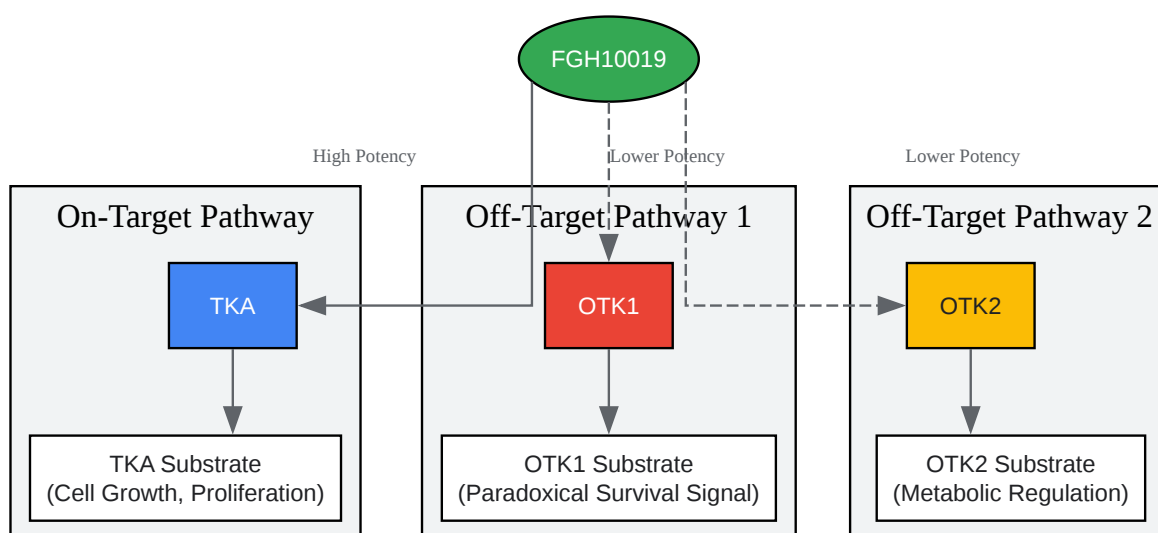 FGH10019
High Potency
Lower Potency
Lower Potency
On-Target Pathway
Off-Target Pathway 1
Off-Target Pathway 2
TKA
OTK1
OTK2
TKA Substrate
(Cell Growth, Proliferation)
OTK1 Substrate
(Paradoxical Survival Signal)
OTK2 Substrate
(Metabolic Regulation)